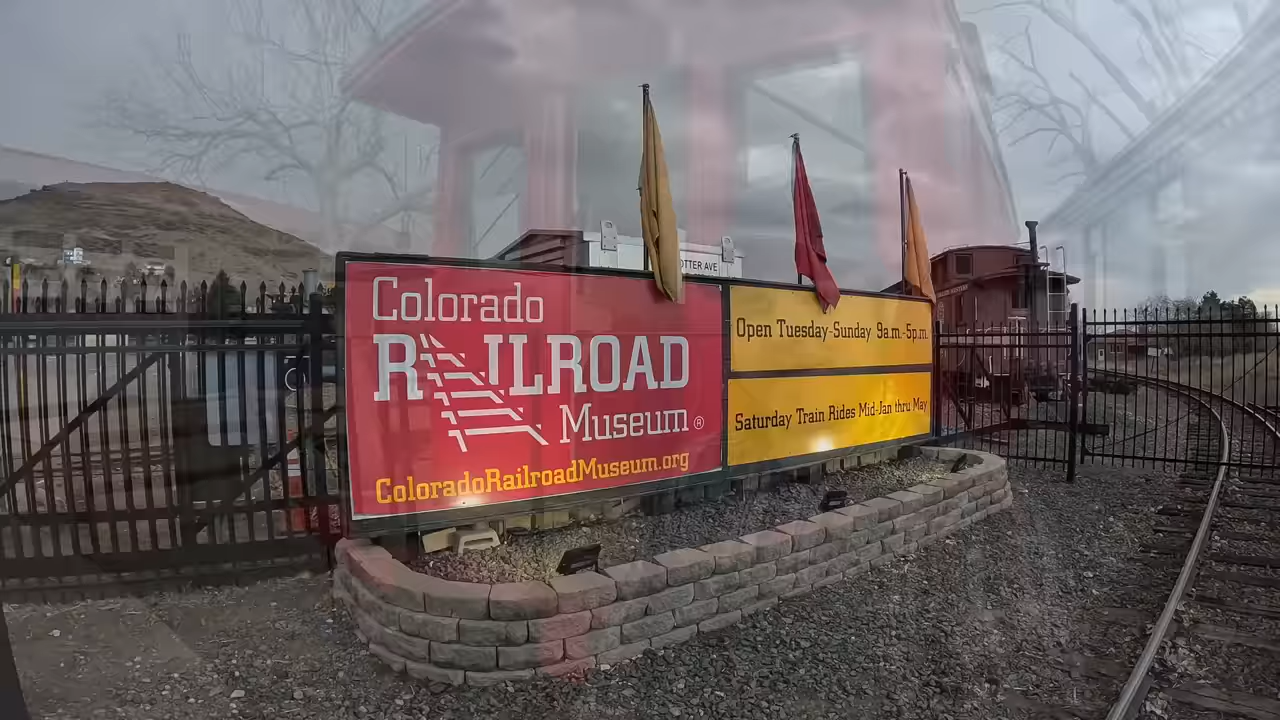 Colorado
RAILROAD
Museum®
ColoradoRailroadMuseum.org
OTTER AVE
Open Tuesday-Sunday 9a.m.-5p.m.
Saturday Train Rides Mid-Jan thru May